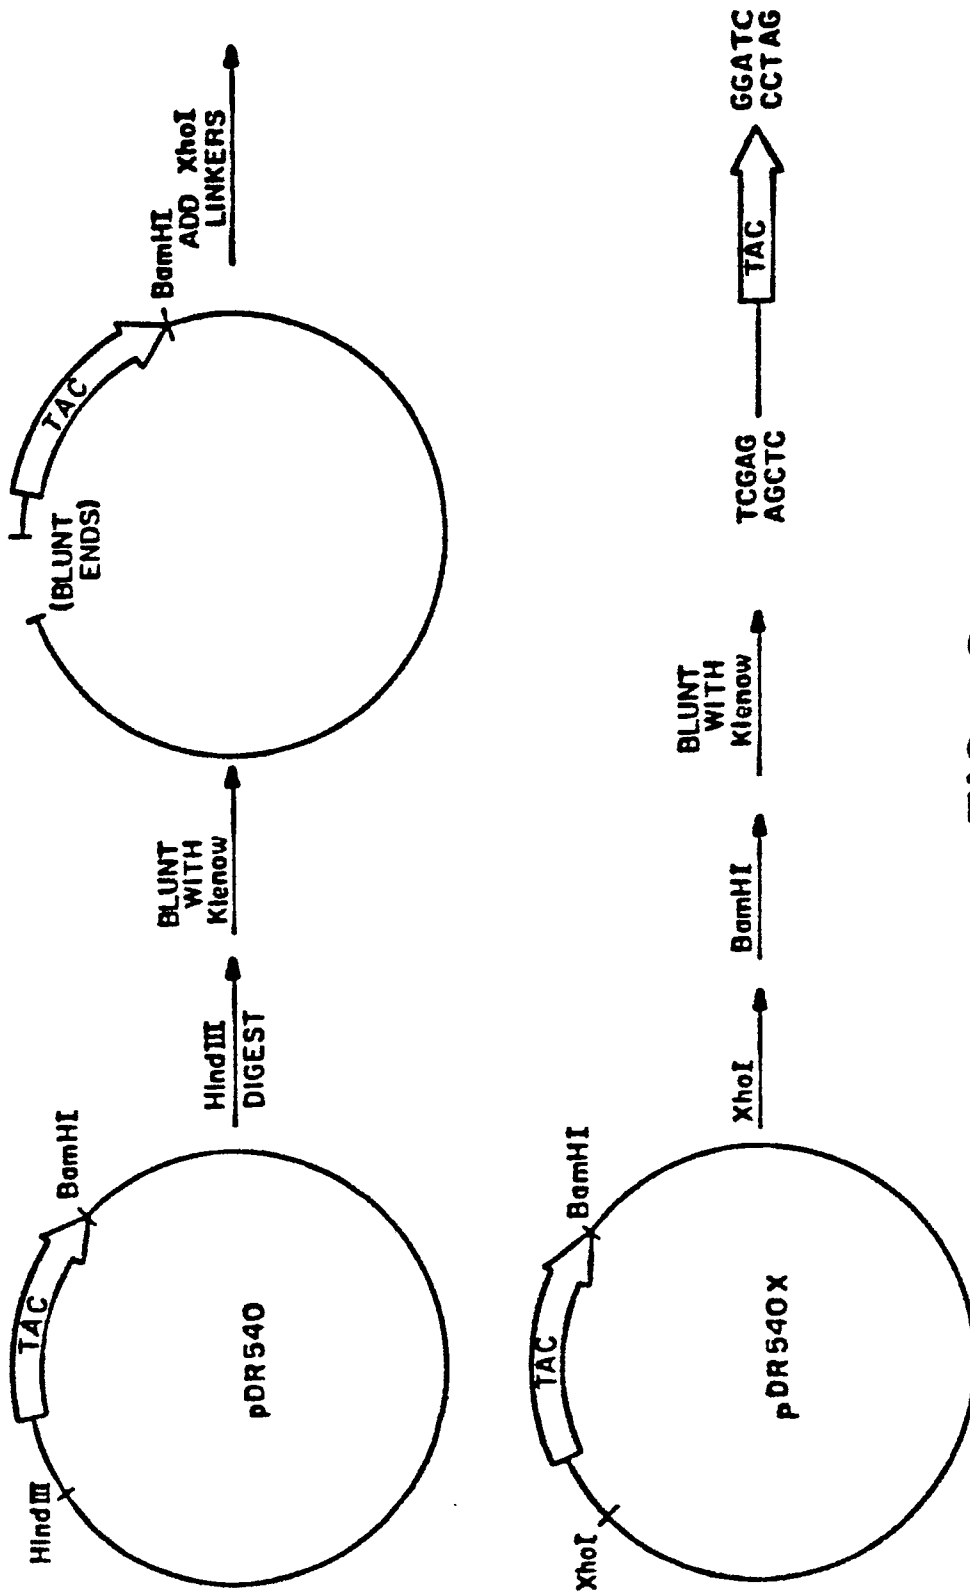 HindIII
TAC
BamHI
pDR540
HindIII
DIGEST
BLUNT
WITH
Klenow
(BLUNT
ENDS)
TAC
BamHI
ADD XhoI
LINKERS
XhoI
TAC
BamHI
pDR540X
XhoI
BamHI
BLUNT
WITH
Klenow
TCGAG
AGCTC
TAC
GGATC
CCTAG